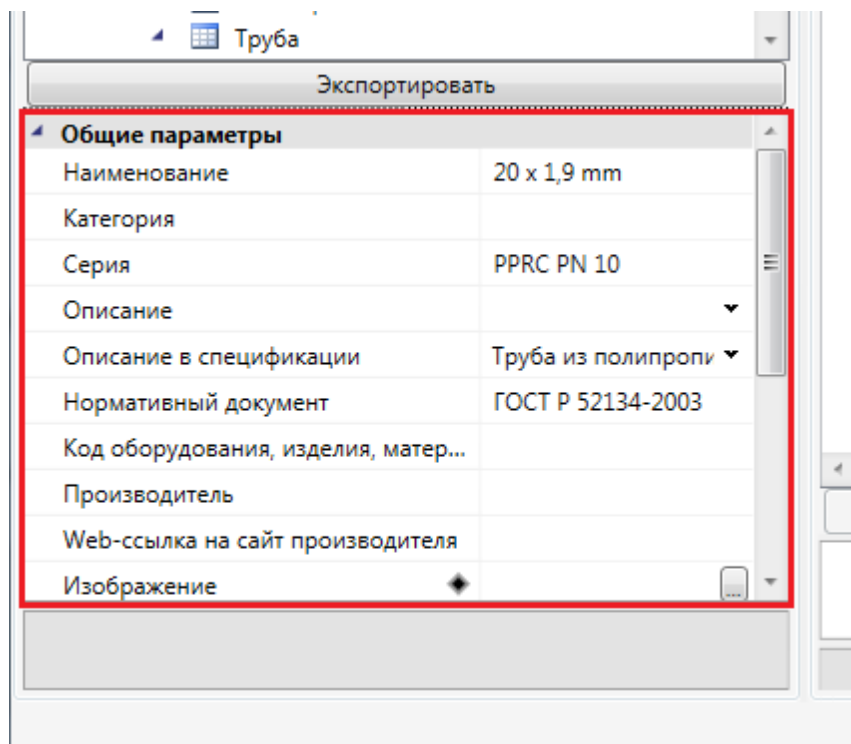 Труба
Экспортировать
Общие параметры
Наименование 20 x 1,9 mm
Категория
Серия PPRC PN 10
Описание
Описание в спецификации Труба из полипропи
Нормативный документ ГОСТ Р 52134-2003
Код оборудования, изделия, матер...
Производитель
Web-ссылка на сайт производителя
Изображение ...